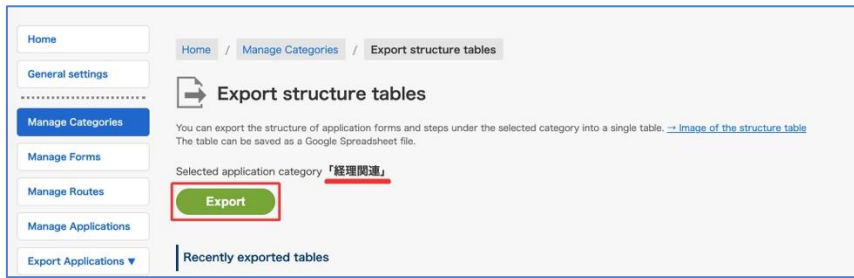 Home
General settings
Manage Categories
Manage Forms
Manage Routes
Manage Applications
Export Applications ▼
Home / Manage Categories / Export structure tables
Export structure tables
You can export the structure of application forms and steps under the selected category into a single table. → Image of the structure table
The table can be saved as a Google Spreadsheet file.
Selected application category「経理関連」
Export
Recently exported tables